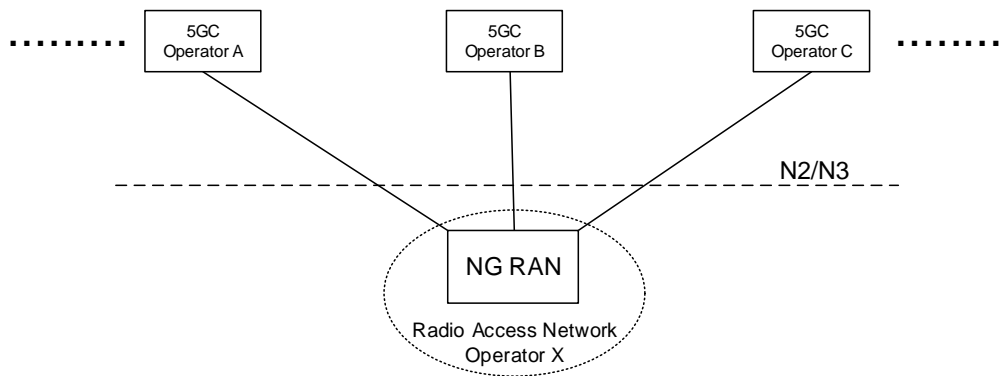 5GC
Operator A
5GC
Operator B
5GC
Operator C
N2/N3
NG RAN
Radio Access Network
Operator X